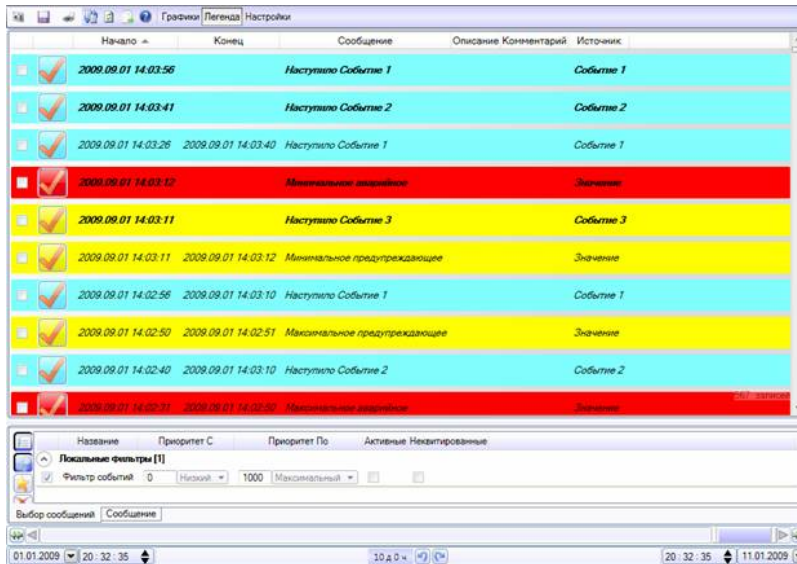 Графики Легенда Настройки
Начало Конец Сообщение Описание Комментарий Источник
2009.09.01 14:03:56 Наступило Событие 1 Событие 1
2009.09.01 14:03:41 Наступило Событие 2 Событие 2
2009.09.01 14:03:26 2009.09.01 14:03:40 Наступило Событие 1 Событие 1
2009.09.01 14:03:12 Минимальное аварийное Значение
2009.09.01 14:03:11 Наступило Событие 3 Событие 3
2009.09.01 14:03:11 2009.09.01 14:03:12 Минимальное предупреждающее Значение
2009.09.01 14:02:56 2009.09.01 14:03:10 Наступило Событие 1 Событие 1
2009.09.01 14:02:50 2009.09.01 14:02:51 Максимальное предупреждающее Значение
2009.09.01 14:02:40 2009.09.01 14:03:10 Наступило Событие 2 Событие 2
2009.09.01 14:02:31 2009.09.01 14:02:50 Максимальное аварийное Значение
Название Приоритет С Приоритет По Активные Неквитированные
Локальные фильтры [1]
Фильтр событий 0 Низкий 1000 Максимальный
Выбор сообщений Сообщение
01.01.2009 20 : 32 : 35 10 д 0 ч 20 : 32 : 35 11.01.2009